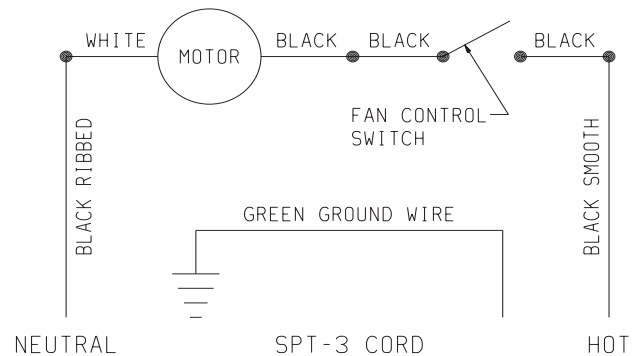 WHITE
MOTOR
BLACK
BLACK
BLACK
FAN CONTROL
SWITCH
BLACK RIBBED
BLACK SMOOTH
GREEN GROUND WIRE
NEUTRAL
SPT-3 CORD
HOT